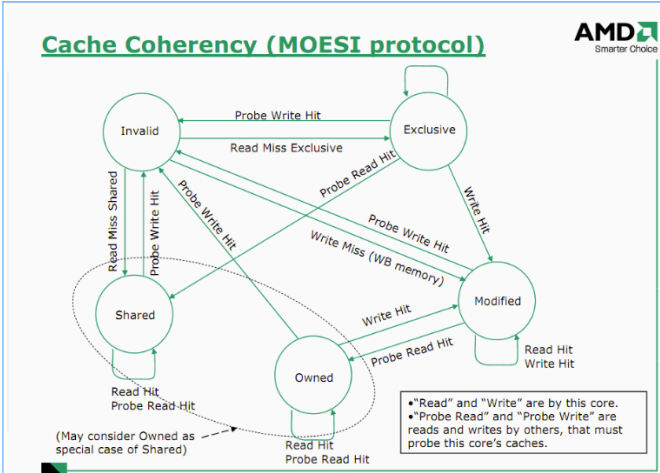 Cache Coherency (MOESI protocol)
AMD
Smarter Choice
Probe Write Hit
Invalid
Exclusive
Read Miss Exclusive
Probe Read Hit
Read Miss Shared
Probe Write Hit
Probe Write Hit
Probe Write Hit
Write Miss (WB memory)
Write Hit
Shared
Modified
Write Hit
Probe Read Hit
Read Hit
Write Hit
Owned
Read Hit
Probe Read Hit
(May consider Owned as
special case of Shared)
Read Hit
Probe Read Hit
•“Read” and “Write” are by this core.
•“Probe Read” and “Probe Write” are
reads and writes by others, that must
probe this core’s caches.